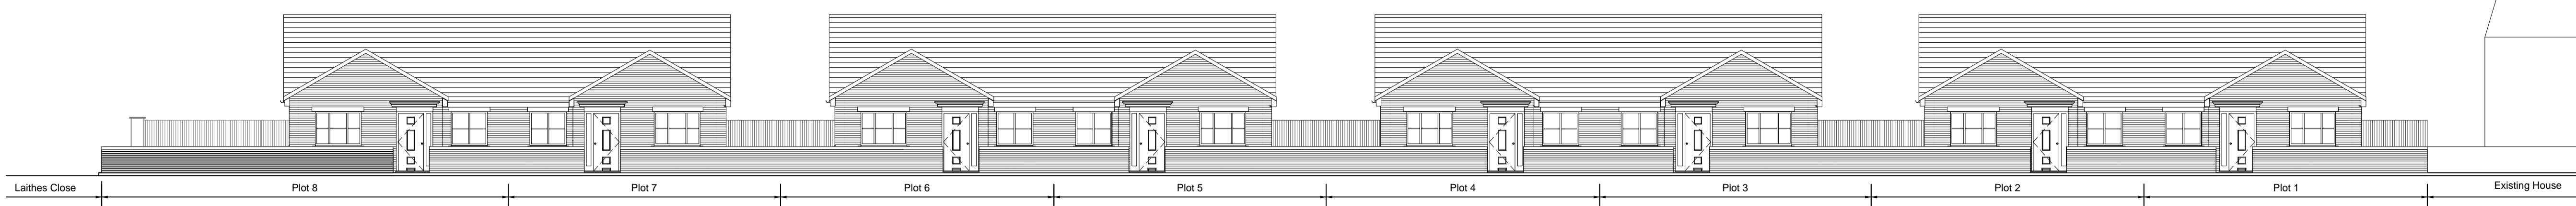 Laithes Close
Plot 8
Plot 7
Plot 6
Plot 5
Plot 4
Plot 3
Plot 2
Plot 1
Existing House